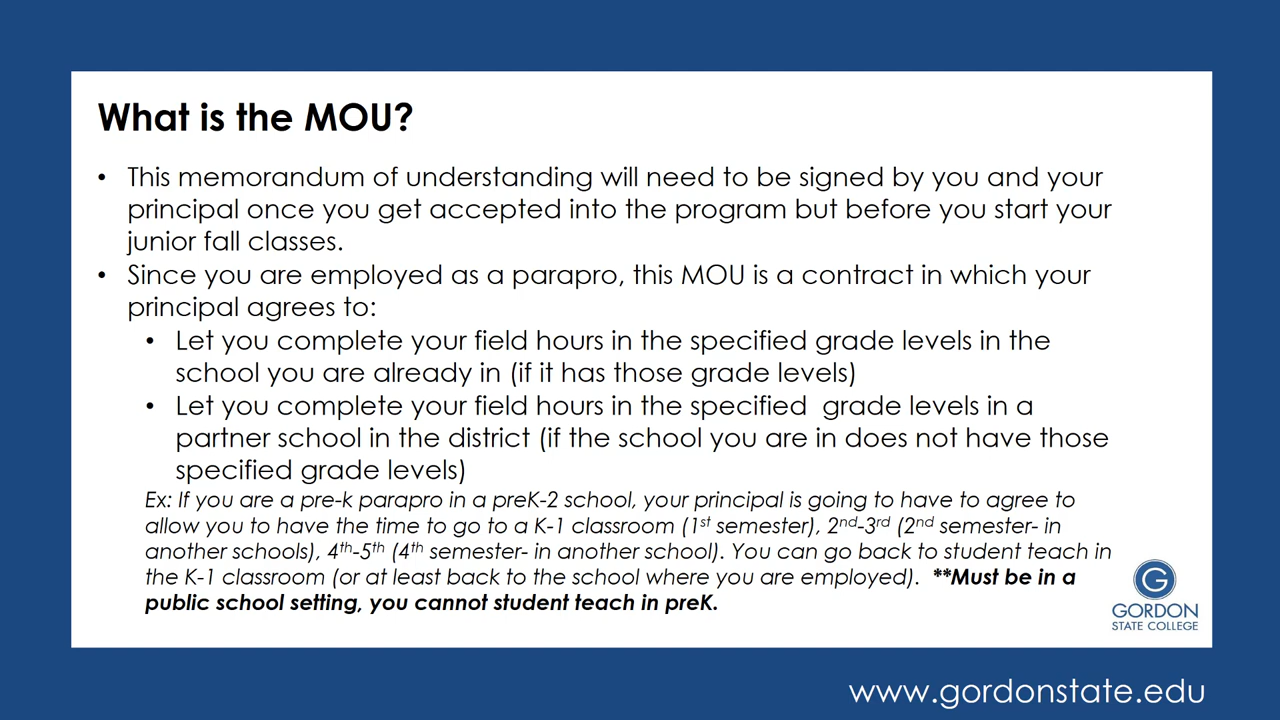 What is the MOU?
• This memorandum of understanding will need to be signed by you and your
principal once you get accepted into the program but before you start your
junior fall classes.
• Since you are employed as a parapro, this MOU is a contract in which your
principal agrees to:
• Let you complete your field hours in the specified grade levels in the
school you are already in (if it has those grade levels)
• Let you complete your field hours in the specified  grade levels in a
partner school in the district (if the school you are in does not have those
specified grade levels)
Ex: If you are a pre-k parapro in a preK-2 school, your principal is going to have to agree to
allow you to have the time to go to a K-1 classroom (1st semester), 2nd-3rd (2nd semester- in
another schools), 4th-5th (4th semester- in another school). You can go back to student teach in
the K-1 classroom (or at least back to the school where you are employed).  **Must be in a
public school setting, you cannot student teach in preK.
G
GORDON
STATE COLLEGE
www.gordonstate.edu